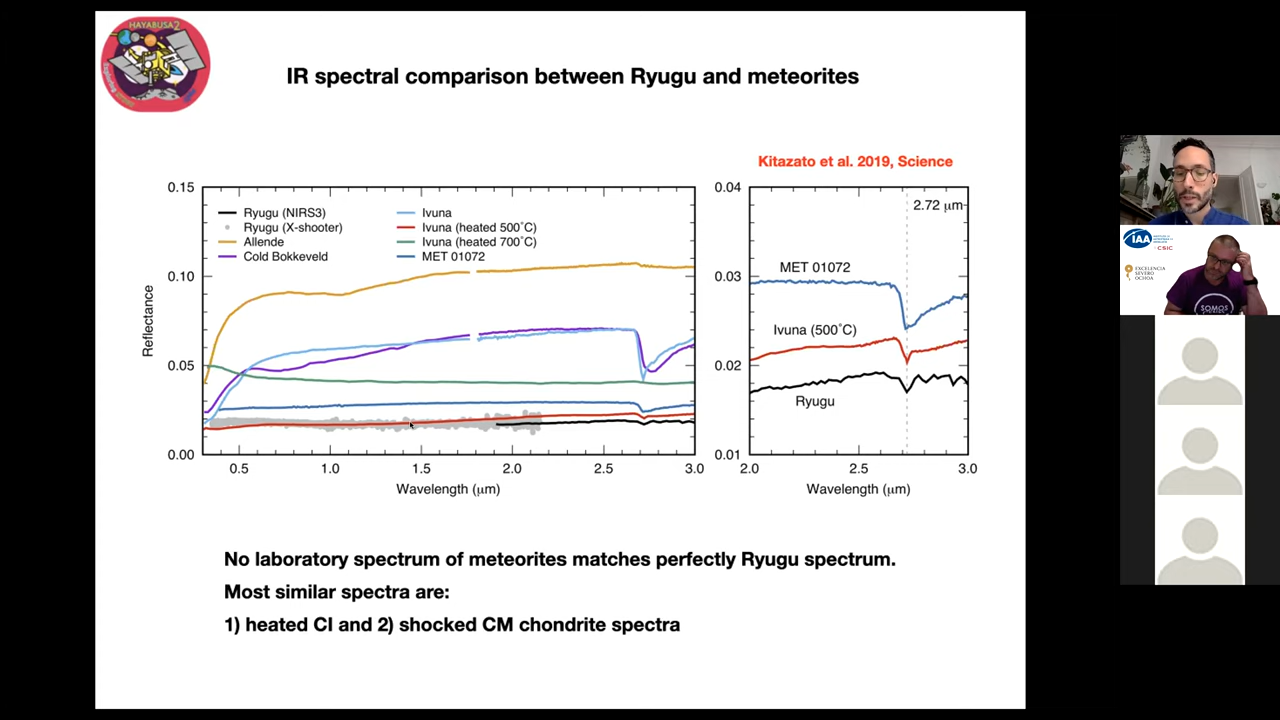 HAYABUSA2
IR spectral comparison between Ryugu and meteorites
Kitazato et al. 2019, Science
0.15
0.10
0.05
0.00
Reflectance
Ryugu (NIRS3)
Ryugu (X-shooter)
Allende
Cold Bokkeveld
Ivuna
Ivuna (heated 500°C)
Ivuna (heated 700°C)
MET 01072
0.5 1.0 1.5 2.0 2.5 3.0
Wavelength (μm)
0.04
0.03
0.02
0.01
2.72 μm
MET 01072
Ivuna (500°C)
Ryugu
2.0 2.5 3.0
Wavelength (μm)
No laboratory spectrum of meteorites matches perfectly Ryugu spectrum.
Most similar spectra are:
1) heated CI and 2) shocked CM chondrite spectra
IAA
CSIC
EXCELENCIA
SEVERO
OCHOA
SOMOS